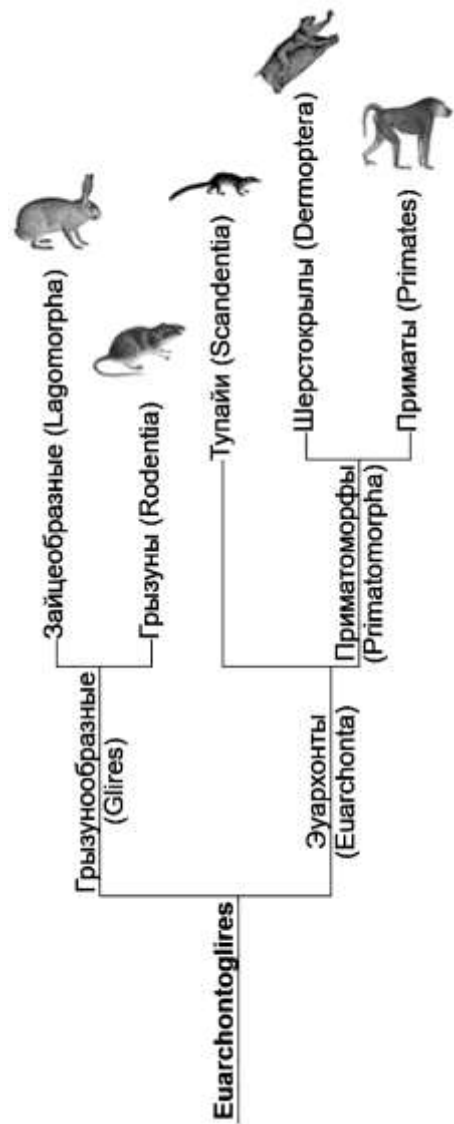 Зайцеобразные (Lagomorpha)
Грызунообразные
(Glires)
Грызуны (Rodentia)
Euarchontoglires
Тупайи (Scandentia)
Эуархонты
(Euarchonta)
Шерстокрылы (Dermoptera)
Приматоморфы
(Primatomorpha)
Приматы (Primates)